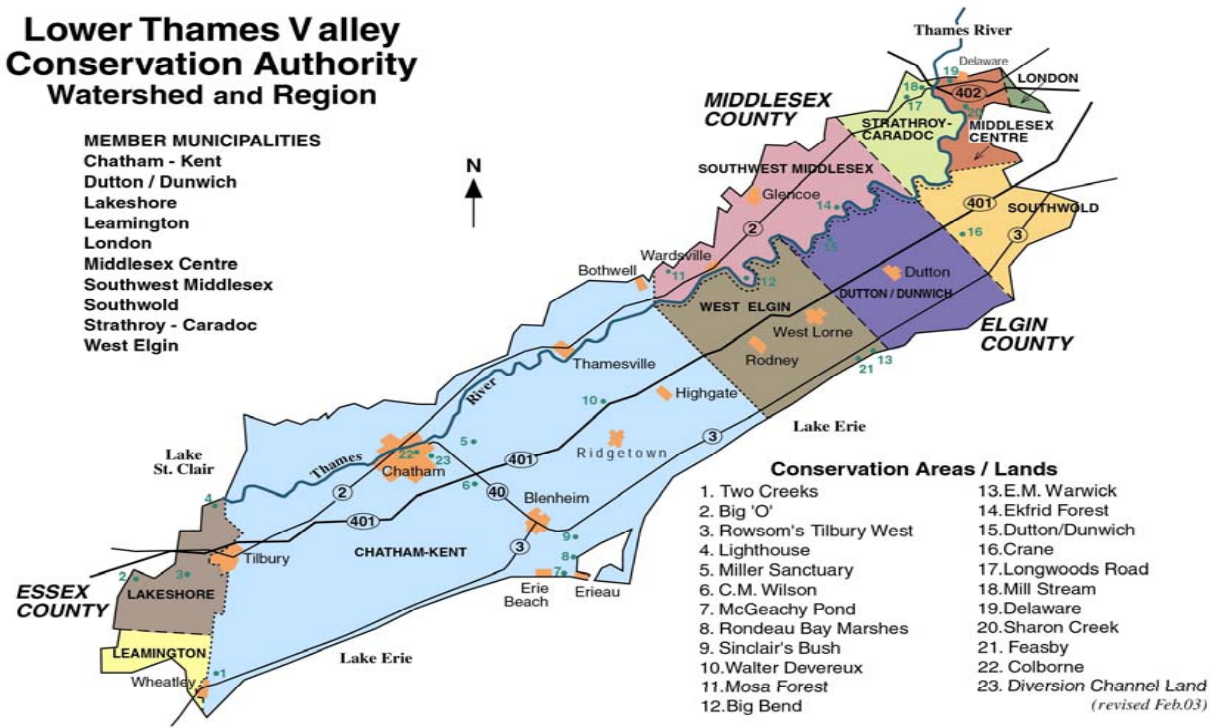 Lower Thames Valley
Conservation Authority
Watershed and Region
MEMBER MUNICIPALITIES
Chatham - Kent
Dutton / Dunwich
Lakeshore
Leamington
London
Middlesex Centre
Southwest Middlesex
Southwold
Strathroy - Caradoc
West Elgin
N
Thames River
Delaware
19
18
17
402
20
LONDON
MIDDLESEX
COUNTY
STRATHROY-
CARADOC
MIDDLESEX
CENTRE
SOUTHWEST MIDDLESEX
Glencoe
14
401
SOUTHWOLD
2
15
16
3
Wardsville
Bothwell
11
12
Dutton
DUTTON / DUNWICH
WEST ELGIN
West Lorne
Rodney
ELGIN
COUNTY
13
21
Thamesville
River
Highgate
10
Lake Erie
3
Ridgetown
Lake
St. Clair
Thames
5
22
23
Chatham
401
6
40
2
4
401
Blenheim
CHATHAM-KENT
3
9
8
7
Erie
Beach
Erieau
Tilbury
2
3
ESSEX
COUNTY
LAKESHORE
LEAMINGTON
Wheatley
1
Lake Erie
Conservation Areas / Lands
1. Two Creeks
2. Big 'O'
3. Rowsom's Tilbury West
4. Lighthouse
5. Miller Sanctuary
6. C.M. Wilson
7. McGeachy Pond
8. Rondeau Bay Marshes
9. Sinclair's Bush
10. Walter Devereux
11. Mosa Forest
12. Big Bend
13. E.M. Warwick
14. Ekfrid Forest
15. Dutton/Dunwich
16. Crane
17. Longwoods Road
18. Mill Stream
19. Delaware
20. Sharon Creek
21. Feasby
22. Colborne
23. Diversion Channel Land
(revised Feb.03)